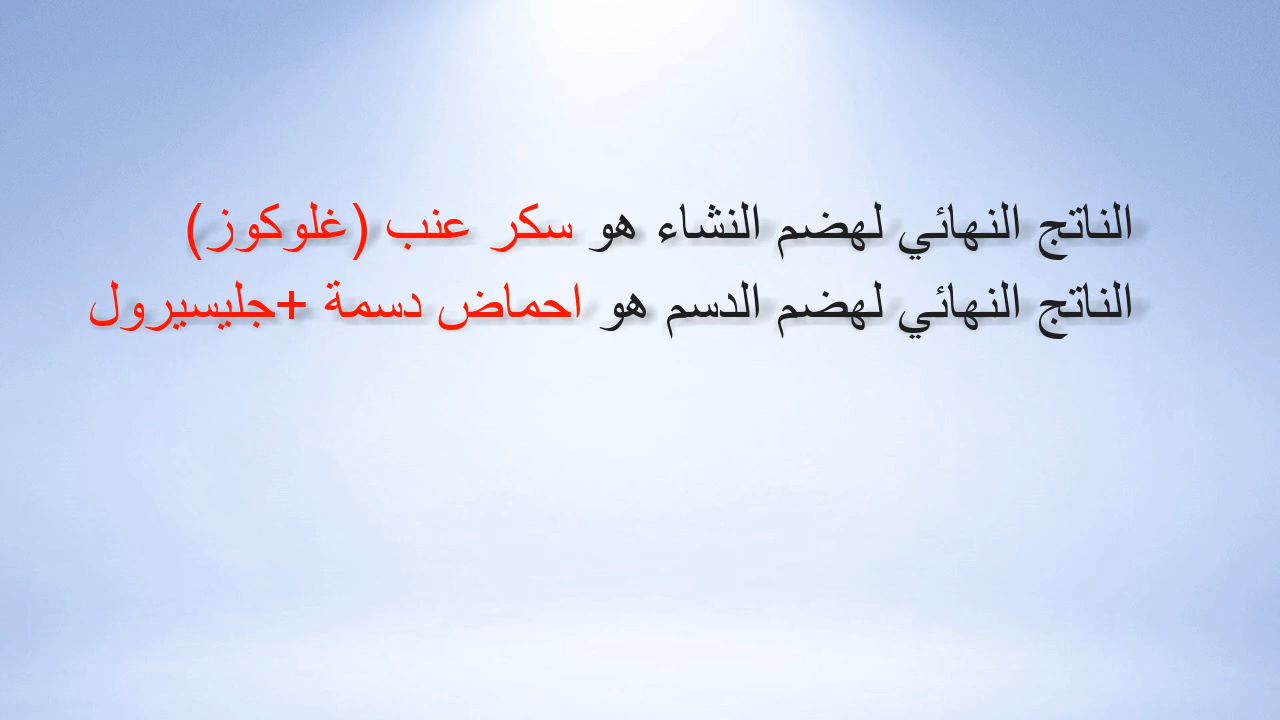 الناتج النهائي لهضم النشاء هو سكر عنب (غلوكوز)
الناتج النهائي لهضم الدسم هو احماض دسمة +جليسيرول